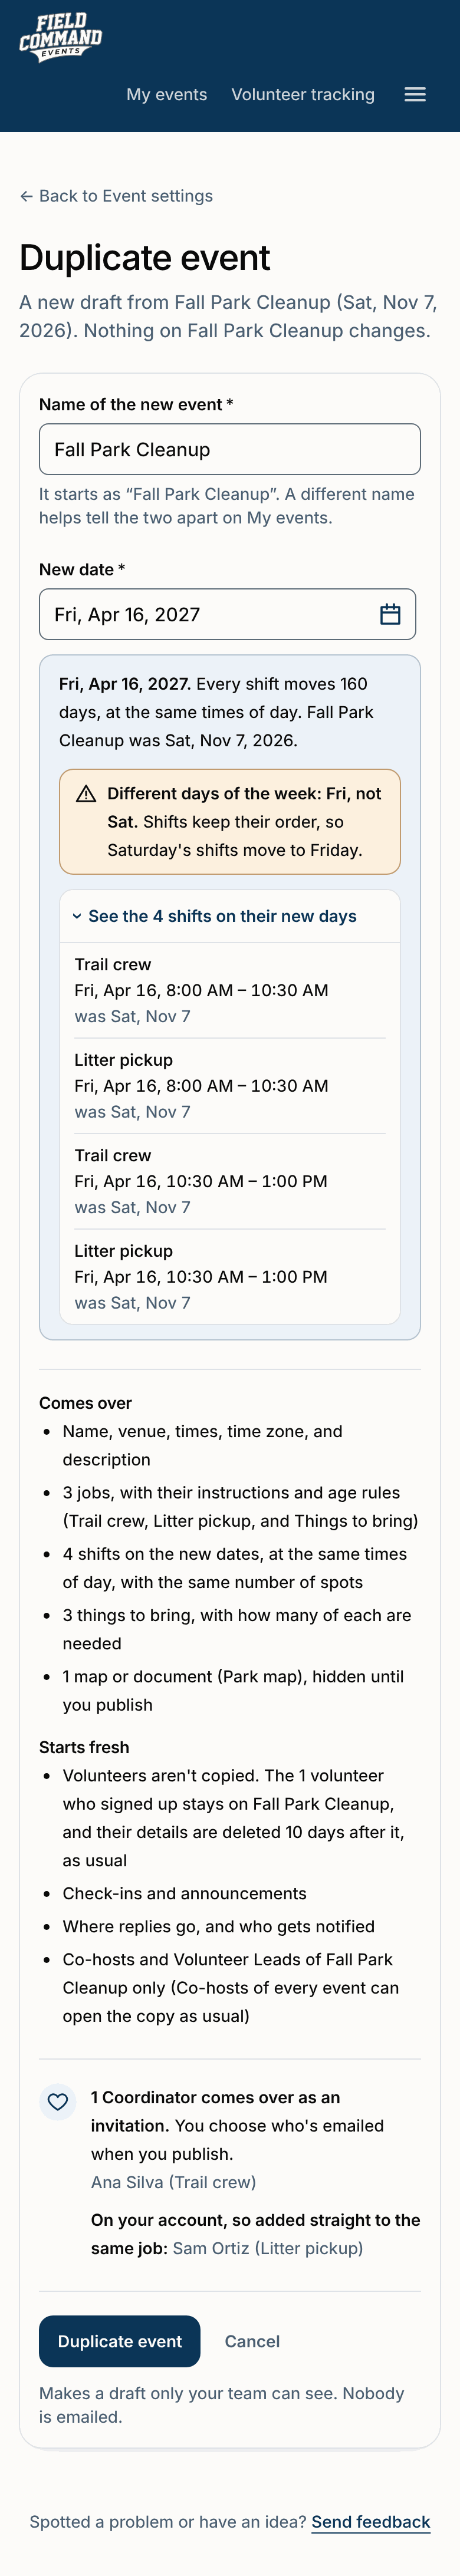 FIELD
COMMAND
EVENTS
My events Volunteer tracking
← Back to Event settings
Duplicate event
A new draft from Fall Park Cleanup (Sat, Nov 7,
2026). Nothing on Fall Park Cleanup changes.
Name of the new event *
Fall Park Cleanup
It starts as “Fall Park Cleanup”. A different name
helps tell the two apart on My events.
New date *
Fri, Apr 16, 2027
Fri, Apr 16, 2027. Every shift moves 160
days, at the same times of day. Fall Park
Cleanup was Sat, Nov 7, 2026.
Different days of the week: Fri, not
Sat. Shifts keep their order, so
Saturday's shifts move to Friday.
See the 4 shifts on their new days
Trail crew
Fri, Apr 16, 8:00 AM – 10:30 AM
was Sat, Nov 7
Litter pickup
Fri, Apr 16, 8:00 AM – 10:30 AM
was Sat, Nov 7
Trail crew
Fri, Apr 16, 10:30 AM – 1:00 PM
was Sat, Nov 7
Litter pickup
Fri, Apr 16, 10:30 AM – 1:00 PM
was Sat, Nov 7
Comes over
• Name, venue, times, time zone, and
description
• 3 jobs, with their instructions and age rules
(Trail crew, Litter pickup, and Things to bring)
• 4 shifts on the new dates, at the same times
of day, with the same number of spots
• 3 things to bring, with how many of each are
needed
• 1 map or document (Park map), hidden until
you publish
Starts fresh
• Volunteers aren't copied. The 1 volunteer
who signed up stays on Fall Park Cleanup,
and their details are deleted 10 days after it,
as usual
• Check-ins and announcements
• Where replies go, and who gets notified
• Co-hosts and Volunteer Leads of Fall Park
Cleanup only (Co-hosts of every event can
open the copy as usual)
1 Coordinator comes over as an
invitation. You choose who's emailed
when you publish.
Ana Silva (Trail crew)
On your account, so added straight to the
same job: Sam Ortiz (Litter pickup)
Duplicate event Cancel
Makes a draft only your team can see. Nobody
is emailed.
Spotted a problem or have an idea? Send feedback